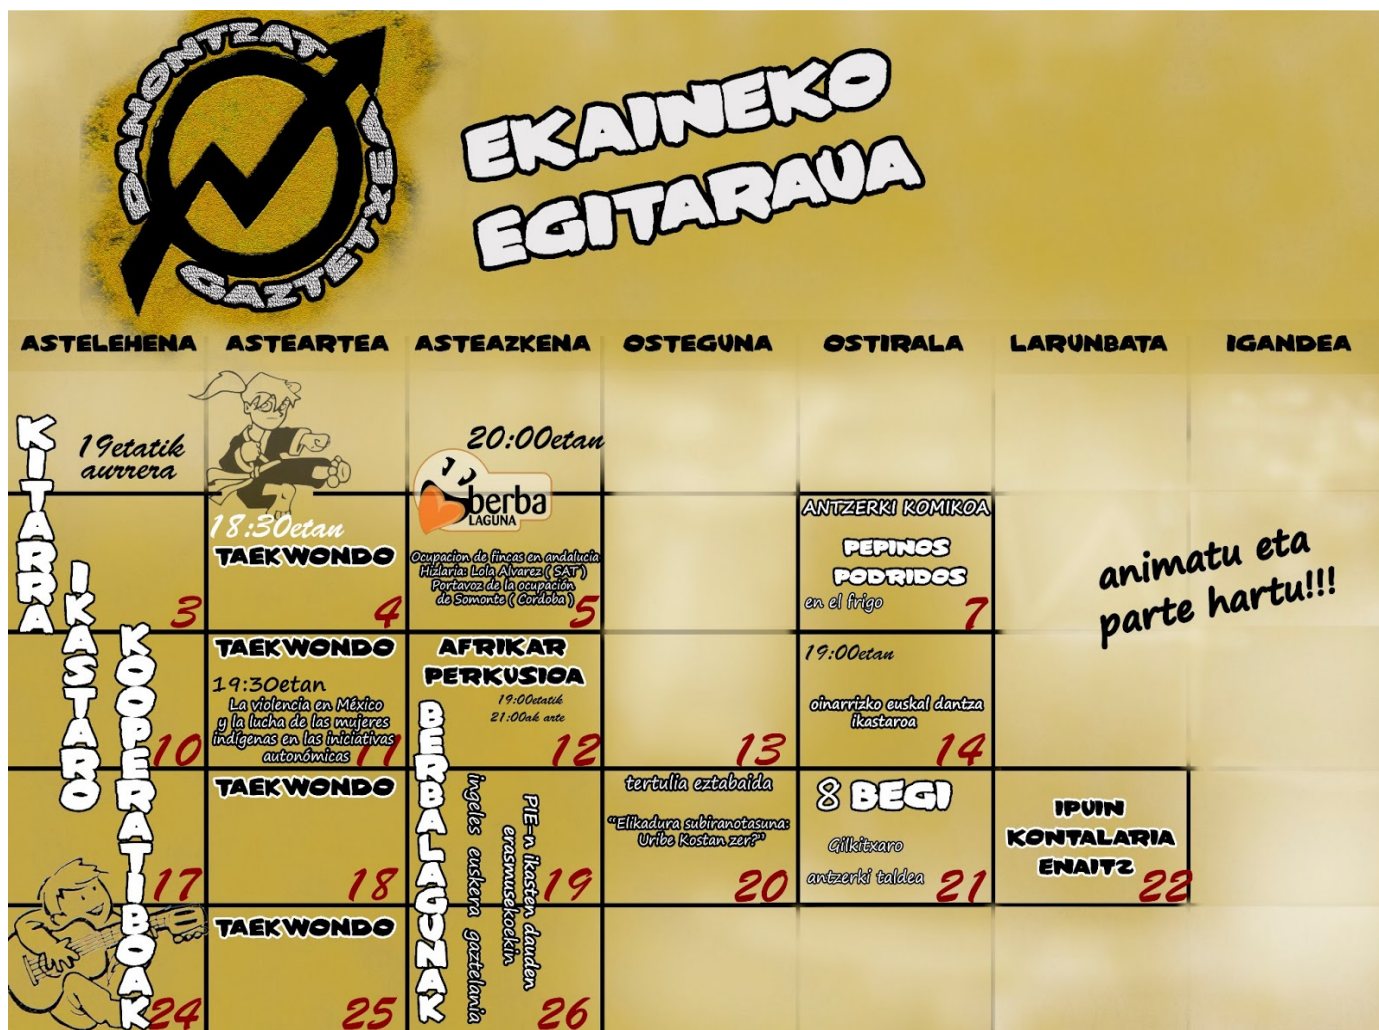 DANONTZAT
GAZTETXEA
EKAINEKO
EGITARAUA
ASTELEHENA
ASTEARTEA
ASTEAZKENA
OSTEGUNA
OSTIRALA
LARUNBATA
IGANDEA
KITARRA
IKASTARO
KOOPERATIBOAK
19etatik
aurrera
18:30etan
TAEKWONDO
20:00etan
berba
LAGUNA
Ocupacion de fincas en andalucia
Hizlaria: Lola Alvarez ( SAT )
Portavoz de la ocupación
de Somonte ( Cordoba )
ANTZERKI KOMIKOA
PEPINOS
PODRIDOS
en el frigo
animatu eta
parte hartu!!!
3
4
5
7
TAEKWONDO
19:30etan
La violencia en México
y la lucha de las mujeres
indígenas en las iniciativas
autonómicas
AFRIKAR
PERKUSIOA
19:00etatik
21:00ak arte
19:00etan
oinarrizko euskal dantza
ikastaroa
10
11
12
13
14
TAEKWONDO
BERBALAGUNAK
ingeles euskera gaztelania
PIE-n ikasten dauden
erasmusekoekin
tertulia eztabaida
"Elikadura subiranotasuna:
Uribe Kostan zer?"
8 BEGI
Gilkitxaro
antzerki taldea
IPUIN
KONTALARIA
ENAITZ
17
18
19
20
21
22
TAEKWONDO
24
25
26